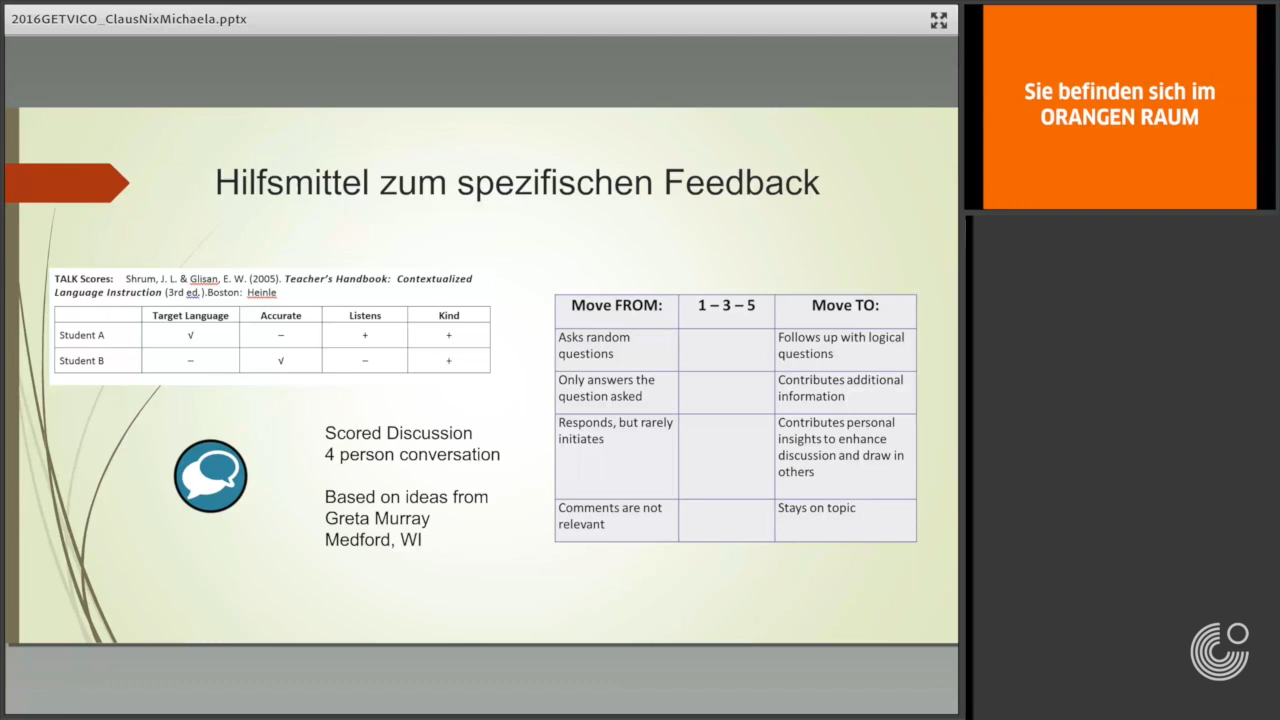 2016GETVICO_ClausNixMichaela.pptx
Sie befinden sich im
ORANGEN RAUM
Hilfsmittel zum spezifischen Feedback
TALK Scores: Shrum, J. L. & Glisan, E. W. (2005). Teacher's Handbook: Contextualized
Language Instruction (3rd ed.).Boston: Heinle
Target Language Accurate Listens Kind
Student A √ – + +
Student B – √ – +
Scored Discussion
4 person conversation
Based on ideas from
Greta Murray
Medford, WI
Move FROM: 1 – 3 – 5 Move TO:
Asks random
questions
Follows up with logical
questions
Only answers the
question asked
Contributes additional
information
Responds, but rarely
initiates
Contributes personal
insights to enhance
discussion and draw in
others
Comments are not
relevant
Stays on topic